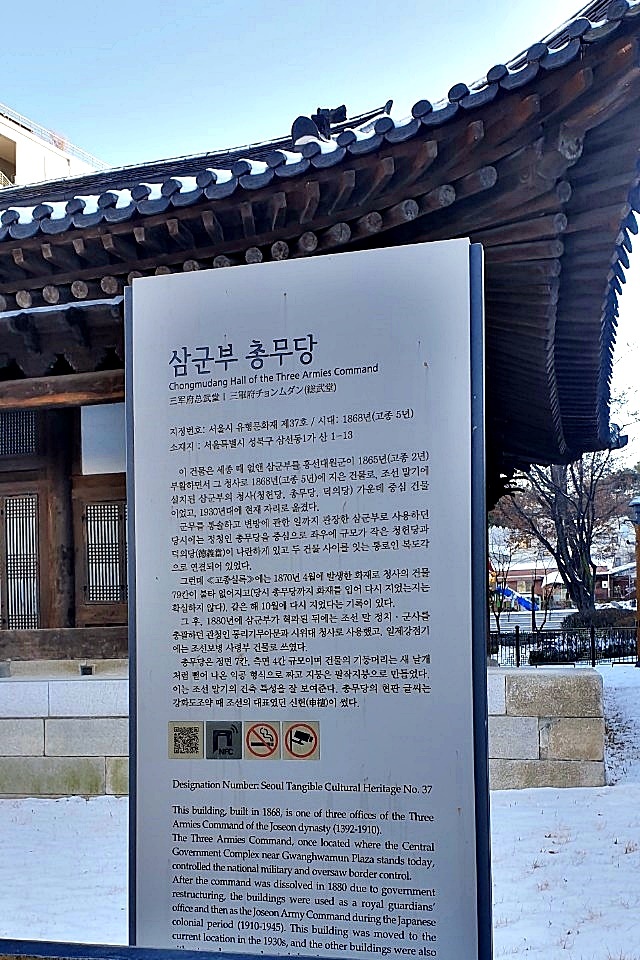 삼군부 총무당
Chongmudang Hall of the Three Armies Command
三军府总武堂 | 三軍府チョンムダン(総武堂)
지정번호: 서울시 유형문화재 제37호 / 시대: 1868년(고종 5년)
소재지 : 서울특별시 성북구 삼선동1가 산 1-13
이 건물은 세종 때 없앤 삼군부를 흥선대원군이 1865년(고종 2년)
부활하면서 그 청사로 1868년(고종 5년)에 지은 건물로, 조선 말기에
설치된 삼군부의 청사(청헌당, 총무당, 덕의당) 가운데 중심 건물
이었고, 1930년대에 현재 자리로 옮겼다.
군무를 통솔하고 변방에 관한 일까지 관장한 삼군부로 사용하던
당시에는 정청인 총무당을 중심으로 좌우에 규모가 작은 청헌당과
덕의당(德義堂)이 나란하게 있고 두 건물 사이를 잇는 통로인 복도각
으로 연결되어 있었다.
그런데 ≪고종실록≫에는 1870년 4월에 발생한 화재로 청사의 건물
79칸이 불타 없어지고(당시 총무당까지 화재를 입어 다시 지었는지는
확실하지 않다), 같은 해 10월에 다시 지었다는 기록이 있다.
그 후, 1880년에 삼군부가 혁파된 뒤에는 조선 말 정치·군사를
총괄하던 관청인 통리기무아문과 시위대 청사로 사용했고, 일제강점기
에는 조선보병 사령부 건물로 쓰였다.
총무당은 정면 7칸, 측면 4칸 규모이며 건물의 기둥머리는 새 날개
처럼 뻗어 나온 익공 형식으로 짜고 지붕은 팔작지붕으로 만들었다.
이는 조선 말기의 건축 특성을 잘 보여준다. 총무당의 현판 글씨는
강화도조약 때 조선의 대표였던 신헌(申櫶)이 썼다.
NFC
Designation Number: Seoul Tangible Cultural Heritage No. 37
This building, built in 1868, is one of three offices of the Three
Armies Command of the Joseon dynasty (1392-1910).
The Three Armies Command, once located where the Central
Government Complex near Gwanghwamun Plaza stands today,
controlled the national military and oversaw border control.
After the command was dissolved in 1880 due to government
restructuring, the buildings were used as a royal guardians'
office and then as the Joseon Army Command during the Japanese
colonial period (1910-1945). This building was moved to the
current location in the 1930s, and the other buildings were also